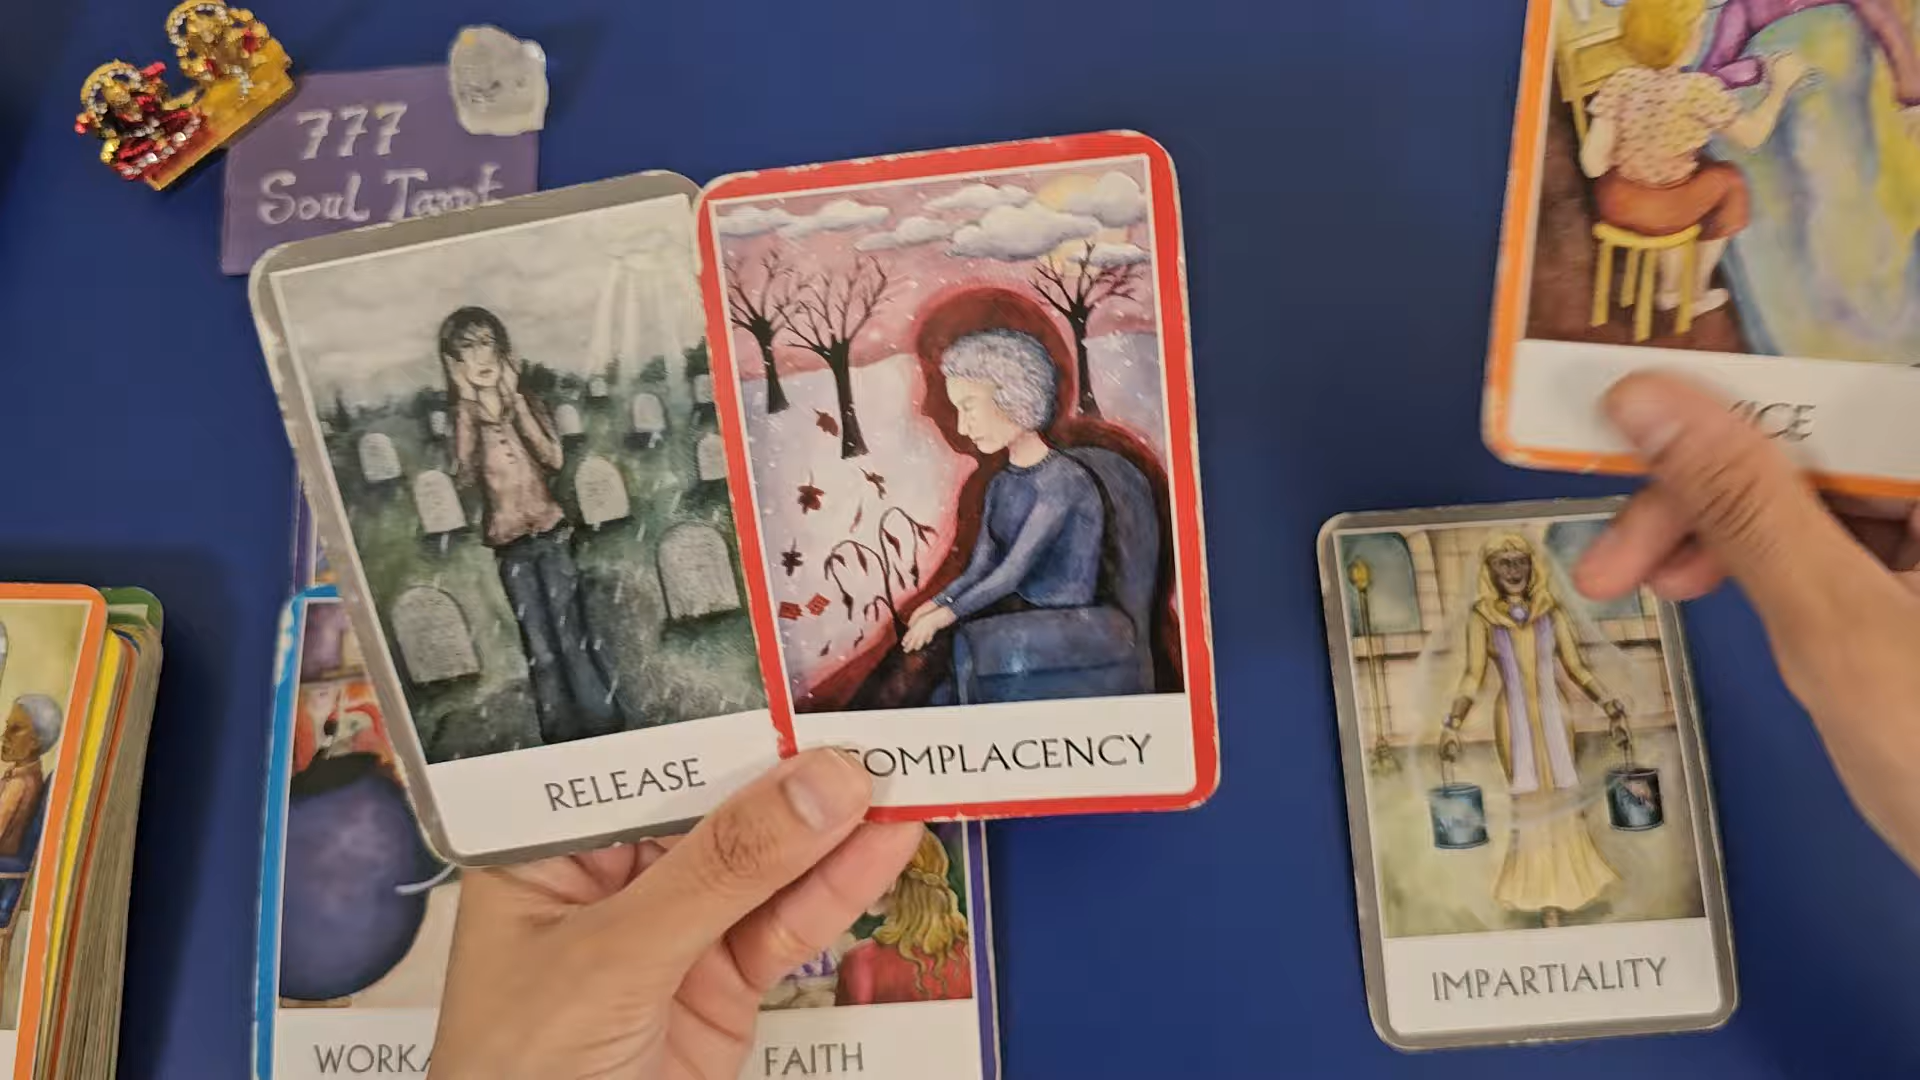 777
Soul Tarot
RELEASE
COMPLACENCY
IMPARTIALITY
FAITH